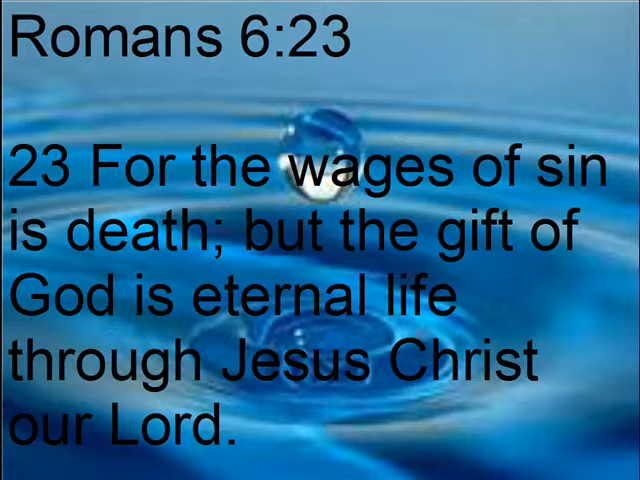 Romans 6:23
23 For the wages of sin
is death; but the gift of
God is eternal life
through Jesus Christ
our Lord.